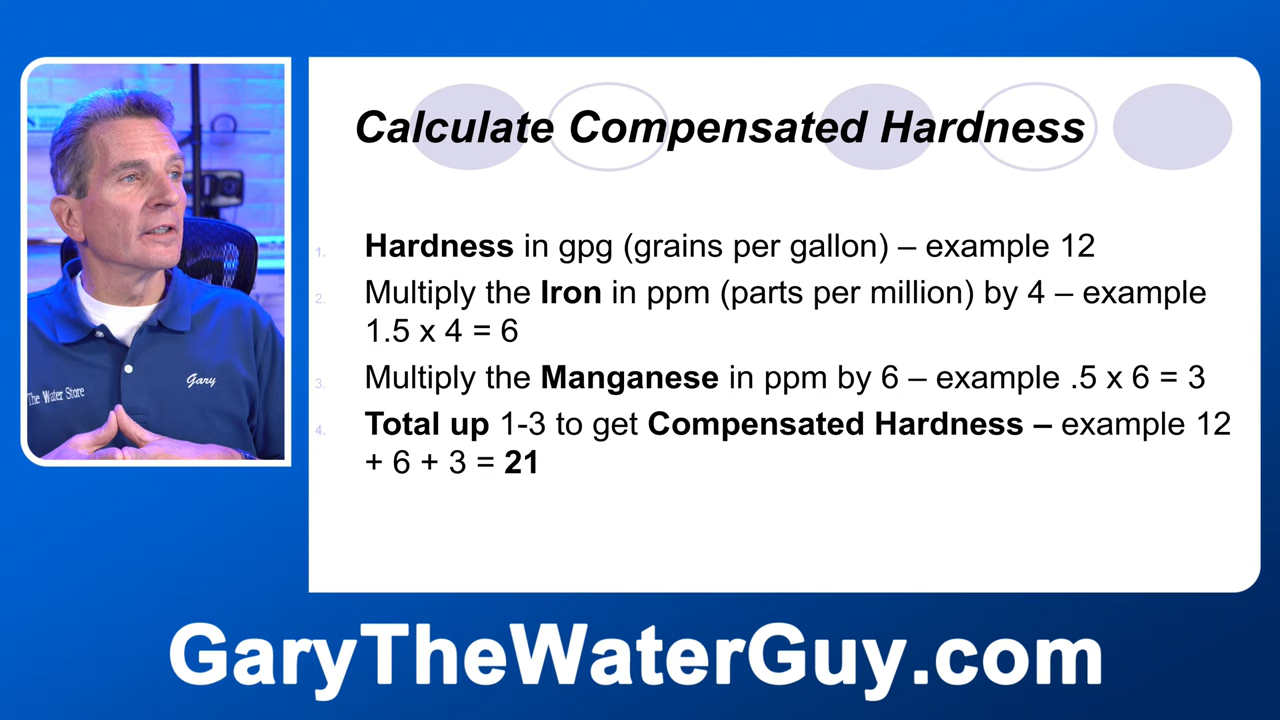 Calculate Compensated Hardness
1. Hardness in gpg (grains per gallon) – example 12
2. Multiply the Iron in ppm (parts per million) by 4 – example
1.5 x 4 = 6
3. Multiply the Manganese in ppm by 6 – example .5 x 6 = 3
4. Total up 1-3 to get Compensated Hardness – example 12
+ 6 + 3 = 21
The Water Store
Gary
GaryTheWaterGuy.com